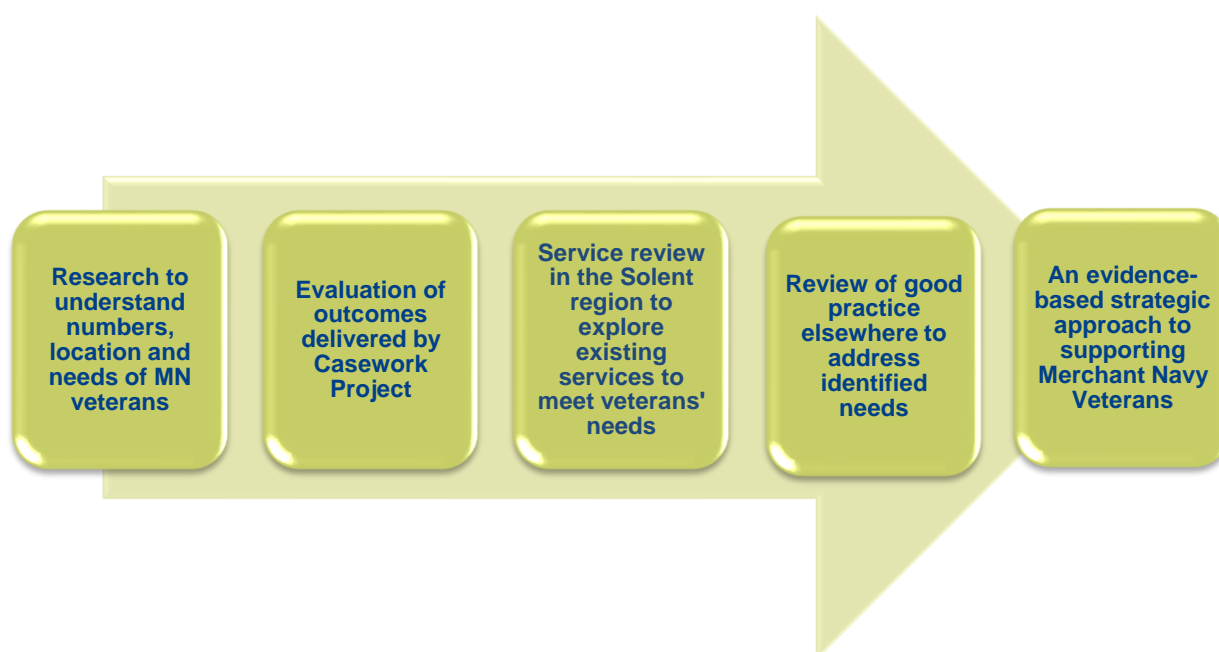 Research to
understand
numbers,
location and
needs of MN
veterans
Evaluation of
outcomes
delivered by
Casework
Project
Service review
in the Solent
region to
explore
existing
services to
meet veterans'
needs
Review of good
practice
elsewhere to
address
identified
needs
An evidence-
based strategic
approach to
supporting
Merchant Navy
Veterans